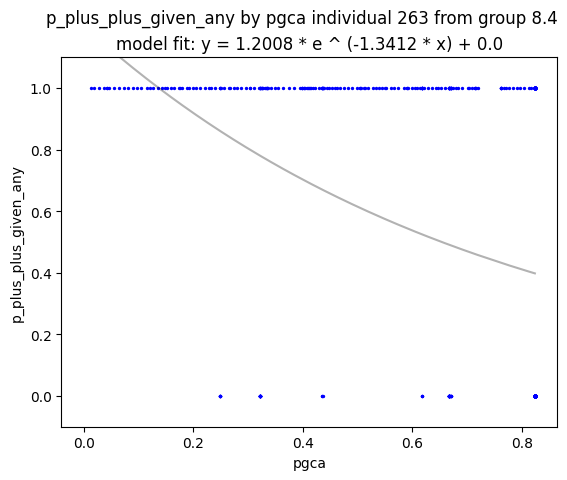 p_plus_plus_given_any by pgca individual 263 from group 8.4
model fit: y = 1.2008 * e ^ (-1.3412 * x) + 0.0
p_plus_plus_given_any
1.0
0.8
0.6
0.4
0.2
0.0
0.0 0.2 0.4 0.6 0.8
pgca